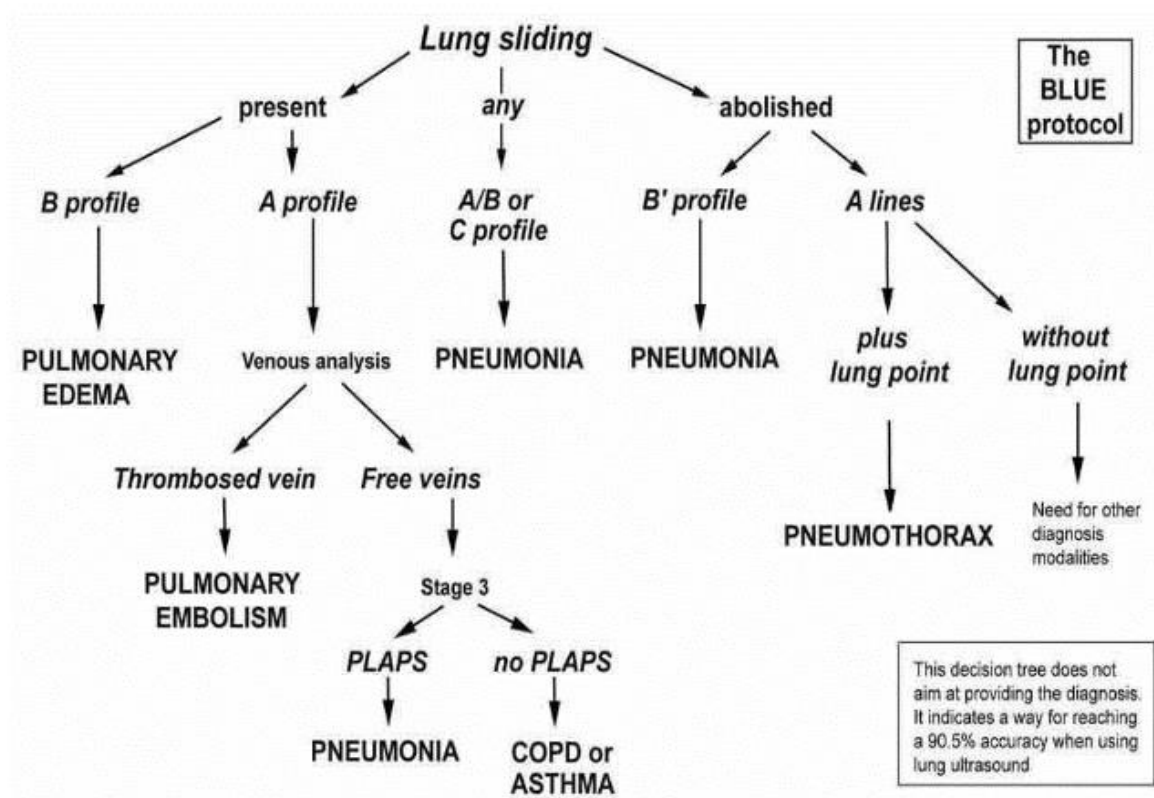 Lung sliding
The
BLUE
protocol
present
any
abolished
B profile
A profile
A/B or
C profile
B' profile
A lines
PULMONARY
EDEMA
Venous analysis
PNEUMONIA
PNEUMONIA
plus
lung point
without
lung point
Thrombosed vein
Free veins
PNEUMOTHORAX
Need for other
diagnosis
modalities
PULMONARY
EMBOLISM
Stage 3
PLAPS
no PLAPS
PNEUMONIA
COPD or
ASTHMA
This decision tree does not
aim at providing the diagnosis.
It indicates a way for reaching
a 90.5% accuracy when using
lung ultrasound